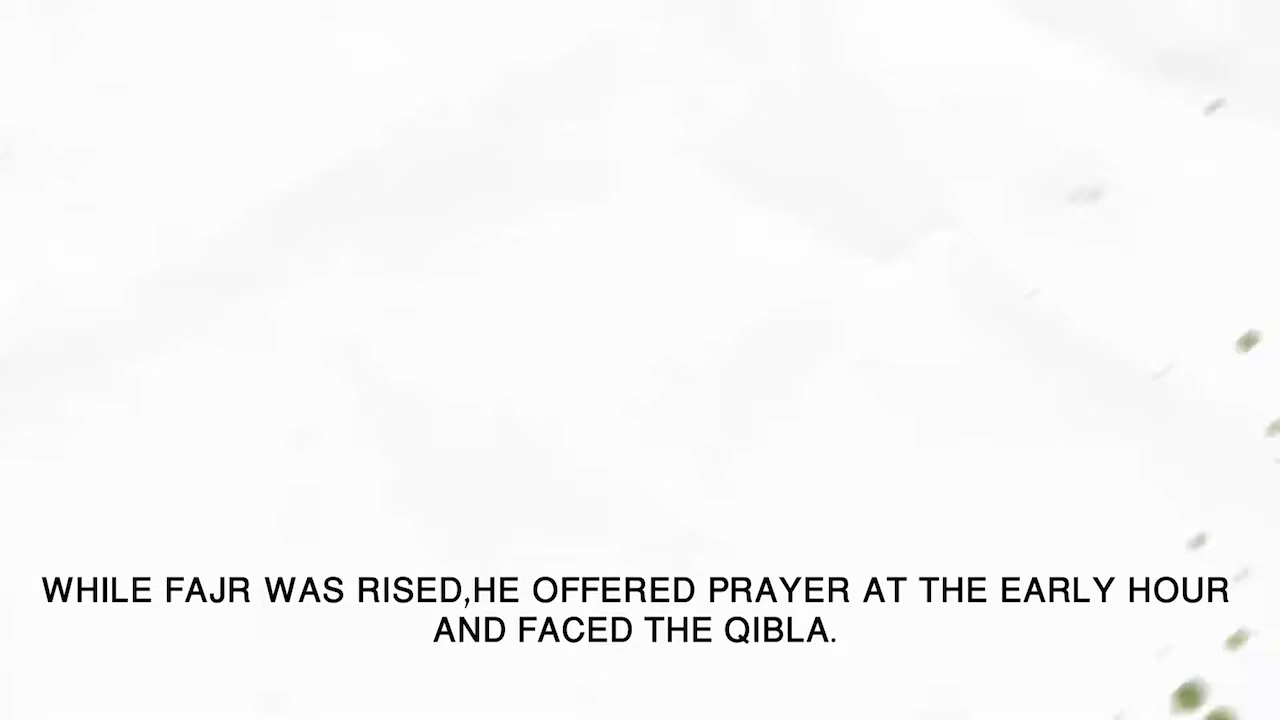 WHILE FAJR WAS RISED,HE OFFERED PRAYER AT THE EARLY HOUR
AND FACED THE QIBLA.